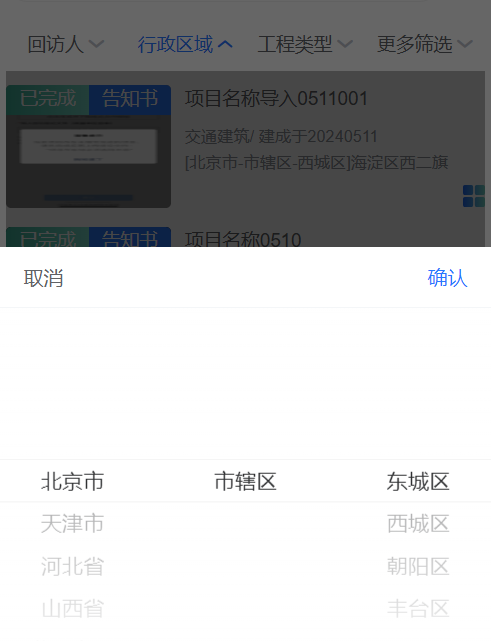 回访人 行政区域 工程类型 更多筛选
已完成 告知书 项目名称导入0511001
交通建筑/ 建成于20240511
[北京市-市辖区-西城区]海淀区西二旗
已完成 告知书 项目名称0510
取消 确认
北京市 市辖区 东城区
天津市 西城区
河北省 朝阳区
山西省 丰台区